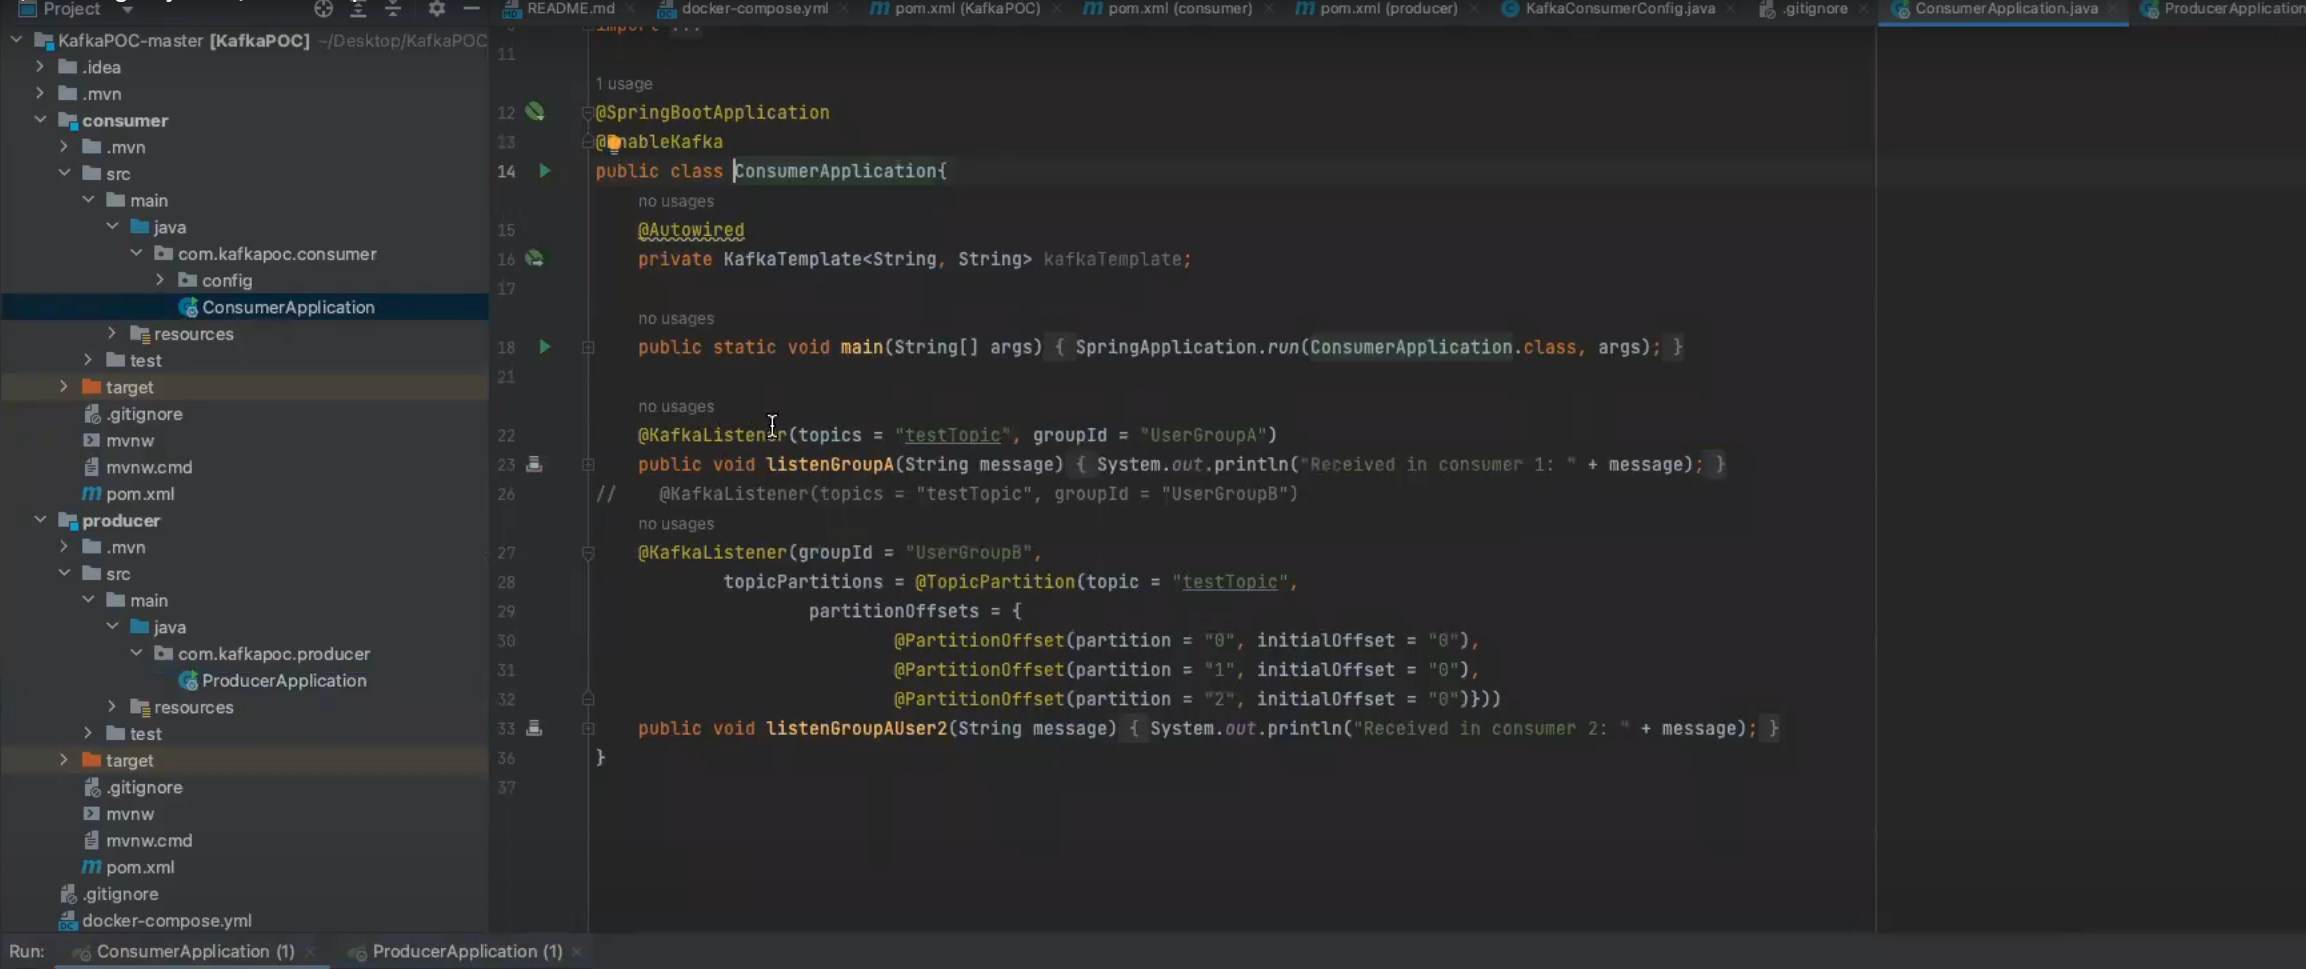 Project
README.md docker-compose.yml pom.xml (KafkaPOC) pom.xml (consumer) pom.xml (producer) KafkaConsumerConfig.java .gitignore ConsumerApplication.java ProducerApplication
KafkaPOC-master [KafkaPOC] ~/Desktop/KafkaPOC
.idea
.mvn
consumer
.mvn
src
main
java
com.kafkapoc.consumer
config
ConsumerApplication
resources
test
target
.gitignore
mvnw
mvnw.cmd
pom.xml
producer
.mvn
src
main
java
com.kafkapoc.producer
ProducerApplication
resources
test
target
.gitignore
mvnw
mvnw.cmd
pom.xml
.gitignore
docker-compose.yml
import ...
11
1 usage
12 @SpringBootApplication
13 @EnableKafka
14 public class ConsumerApplication{
no usages
15 @Autowired
16 private KafkaTemplate<String, String> kafkaTemplate;
17
no usages
18 public static void main(String[] args) { SpringApplication.run(ConsumerApplication.class, args); }
21
no usages
22 @KafkaListener(topics = "testTopic", groupId = "UserGroupA")
23 public void listenGroupA(String message) { System.out.println("Received in consumer 1: " + message); }
26 // @KafkaListener(topics = "testTopic", groupId = "UserGroupB")
no usages
27 @KafkaListener(groupId = "UserGroupB",
28 topicPartitions = @TopicPartition(topic = "testTopic",
29 partitionOffsets = {
30 @PartitionOffset(partition = "0", initialOffset = "0"),
31 @PartitionOffset(partition = "1", initialOffset = "0"),
32 @PartitionOffset(partition = "2", initialOffset = "0")}))
33 public void listenGroupAUser2(String message) { System.out.println("Received in consumer 2: " + message); }
36 }
37
Run: ConsumerApplication (1) ProducerApplication (1)